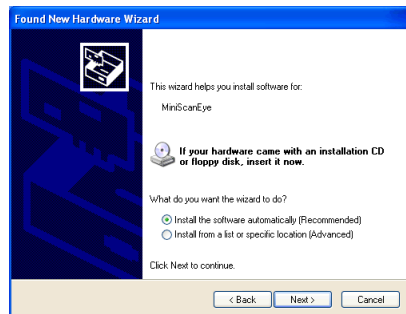 Found New Hardware Wizard
This wizard helps you install software for:
MiniScanEye
If your hardware came with an installation CD
or floppy disk, insert it now.
What do you want the wizard to do?
Install the software automatically (Recommended)
Install from a list or specific location (Advanced)
Click Next to continue.
< Back Next > Cancel